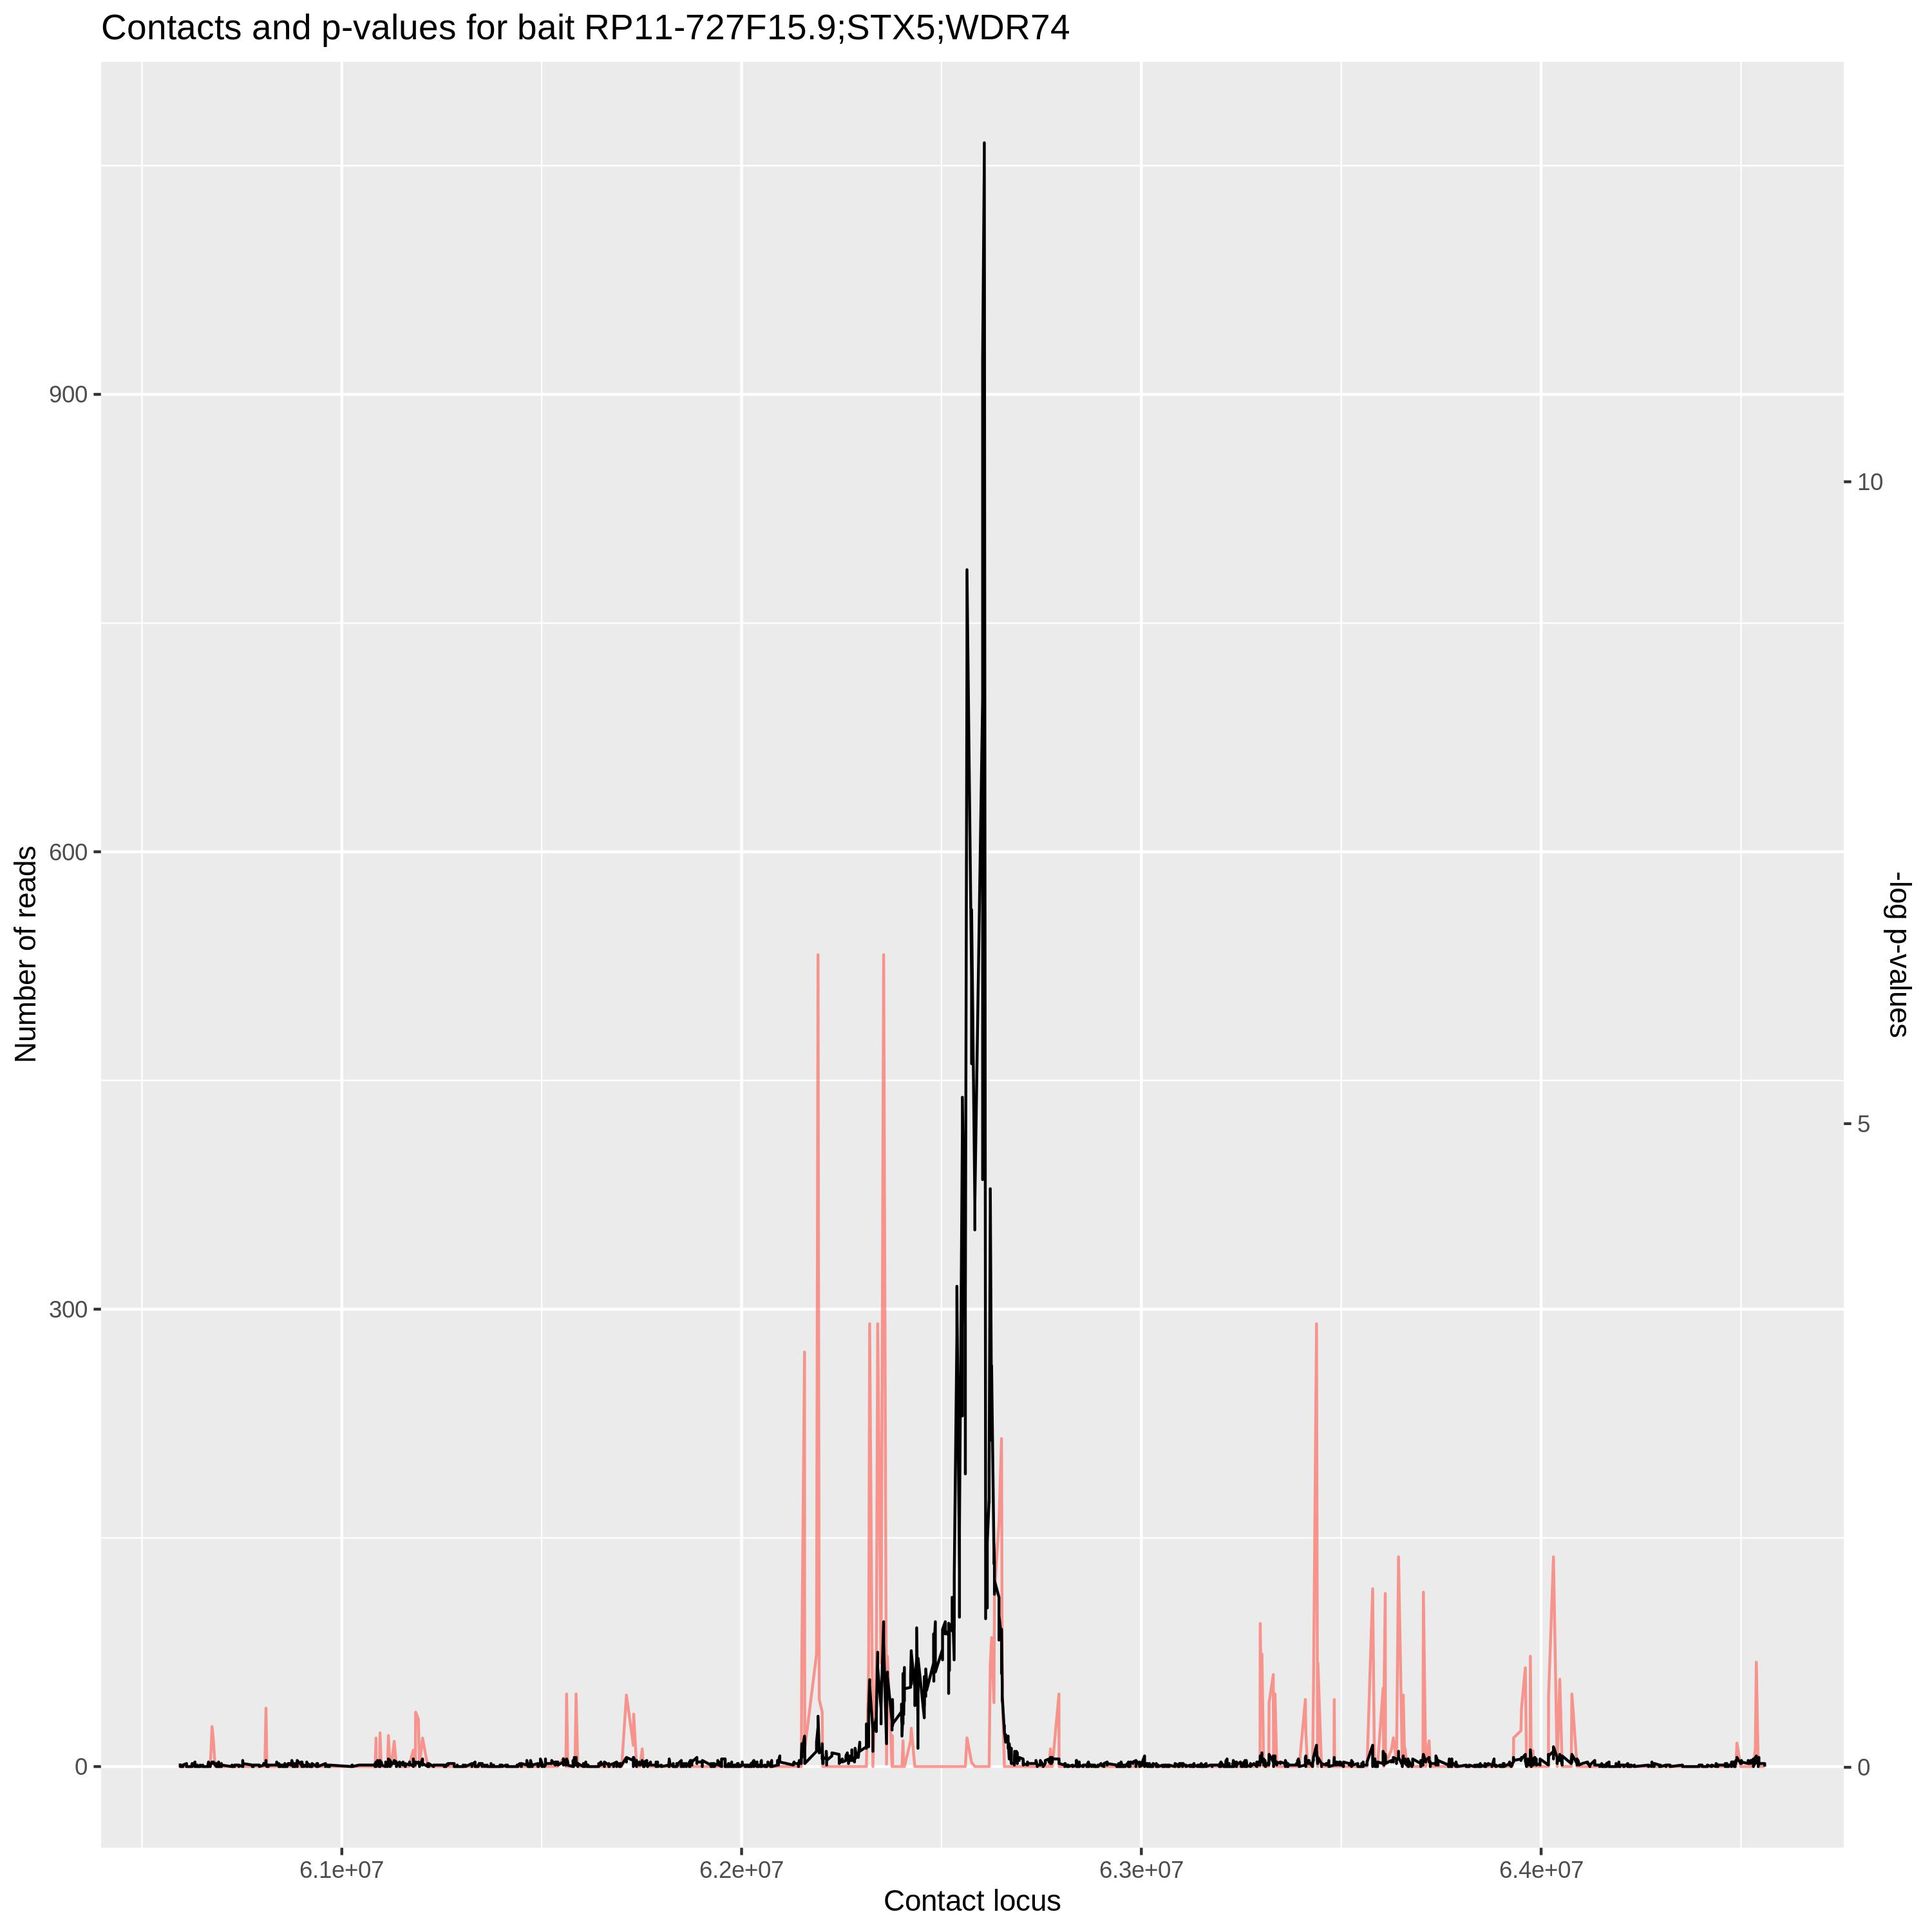 Contacts and p-values for bait RP11-727F15.9;STX5;WDR74
Number of reads
900
600
300
0
10
5
0
-log p-values
6.1e+07
6.2e+07
6.3e+07
6.4e+07
Contact locus